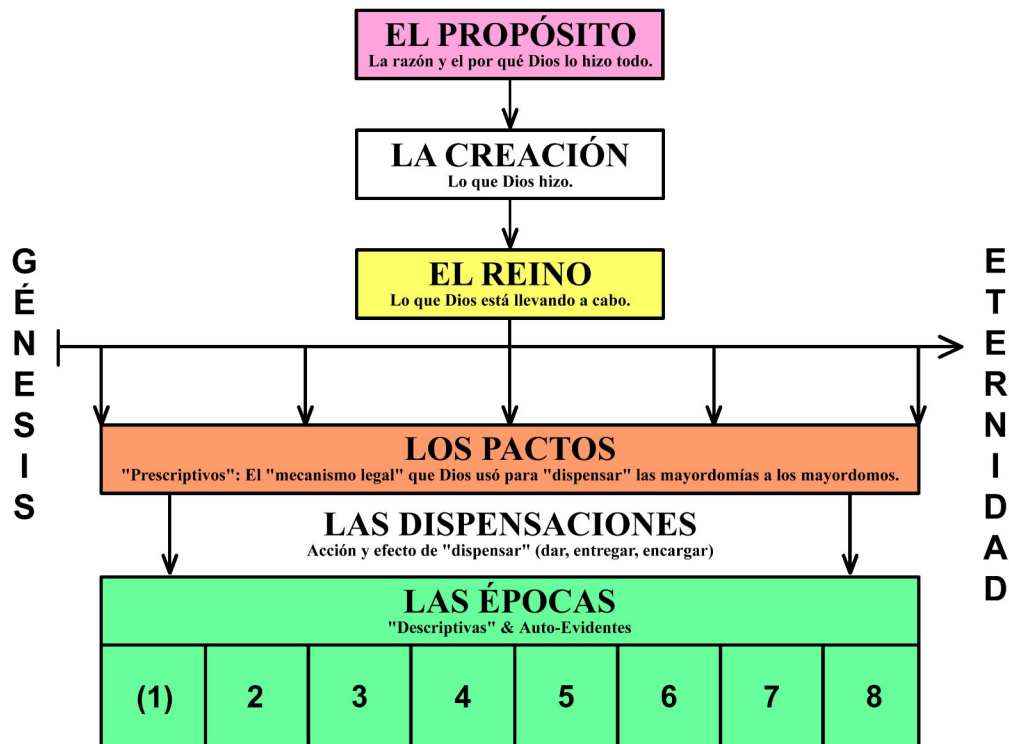 EL PROPÓSITO
La razón y el por qué Dios lo hizo todo.
LA CREACIÓN
Lo que Dios hizo.
EL REINO
Lo que Dios está llevando a cabo.
GÉNESIS
ETERNIDAD
LOS PACTOS
"Prescriptivos": El "mecanismo legal" que Dios usó para "dispensar" las mayordomías a los mayordomos.
LAS DISPENSACIONES
Acción y efecto de "dispensar" (dar, entregar, encargar)
LAS ÉPOCAS
"Descriptivas" & Auto-Evidentes
(1) 2 3 4 5 6 7 8